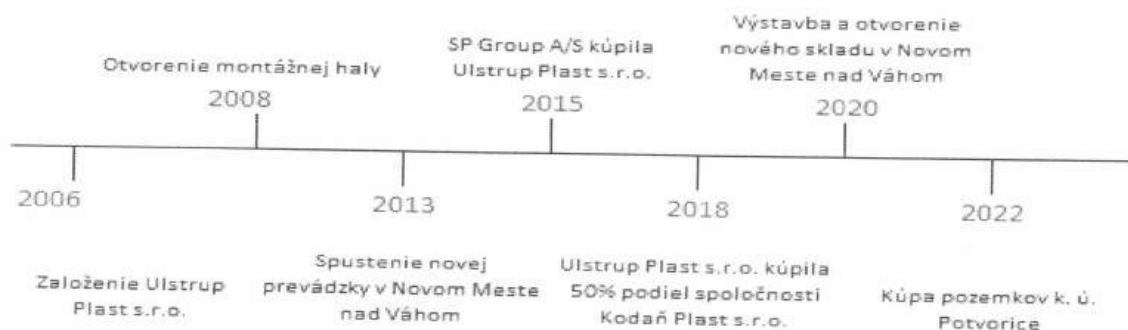 Otvorenie montážnej haly
2008
SP Group A/S kúpila
Ulstrup Plast s.r.o.
2015
Výstavba a otvorenie
nového skladu v Novom
Meste nad Váhom
2020
2006
Založenie Ulstrup
Plast s.r.o.
2013
Spustenie novej
prevádzky v Novom Meste
nad Váhom
2018
Ulstrup Plast s.r.o. kúpila
50% podiel spoločnosti
Kodaň Plast s.r.o.
2022
Kúpa pozemkov k. ú.
Potvorice